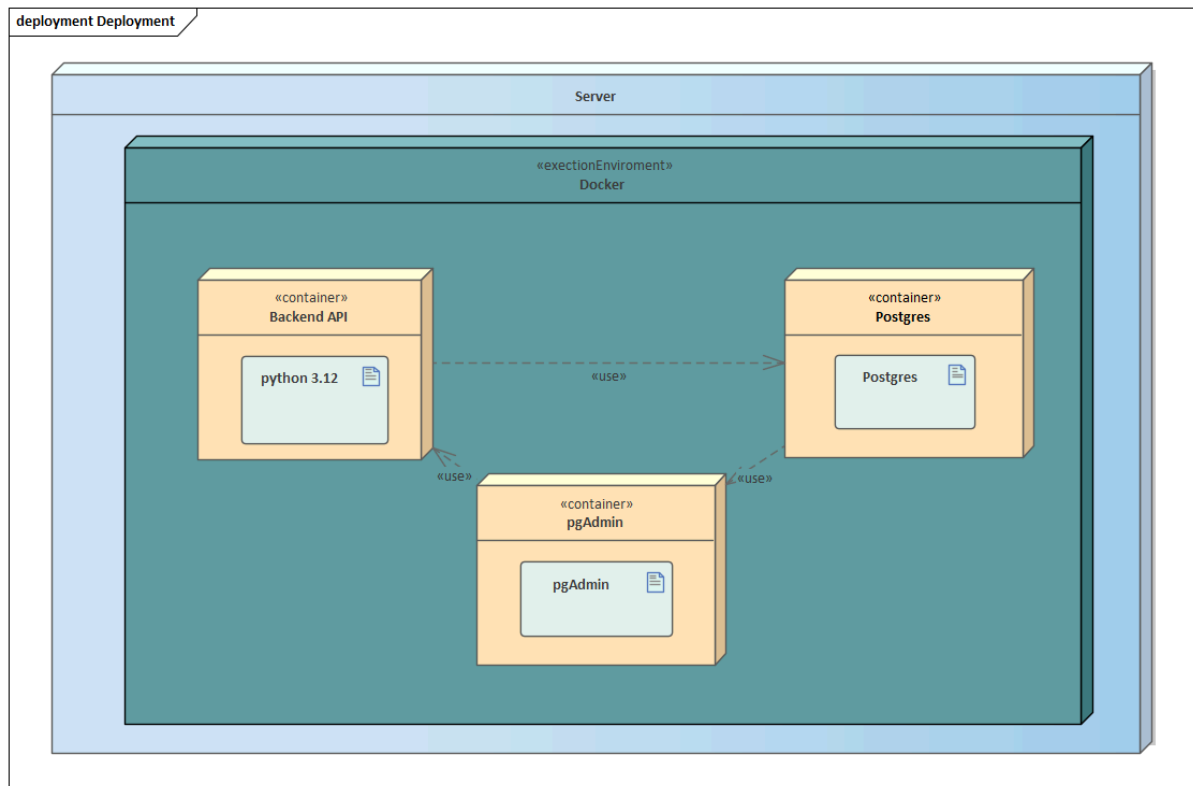 deployment Deployment
Server
«exectionEnviroment»
Docker
«container»
Backend API
python 3.12
«container»
Postgres
Postgres
«use»
«use»
«use»
«container»
pgAdmin
pgAdmin